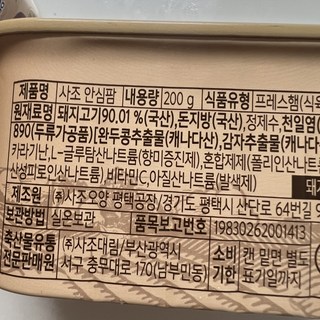 제품명 사조 안심팜 내용량 200 g 식품유형 프레스햄(식육
원재료명 돼지고기90.01 %(국산), 돈지방(국산), 정제수, 천일염(
890(두류가공품)[완두콩추출물(캐나다산), 감자추출물(캐나
카라기난, L-글루탐산나트륨(향미증진제), 혼합제제(폴리인산나트륨
산성피로인산나트륨) 비타민C, 아질산나트륨(발색제)
돼지
제조원 ㈜사조오양 평택공장/경기도 평택시 산단로 64번길 9
보관방법 실온보관 품목보고번호 19830262001413
축산물유통전문판매원 ㈜사조대림/부산광역시 소비 캔 밑면 별도
서구 충무대로 170(남부민동) 기한 표기일까지